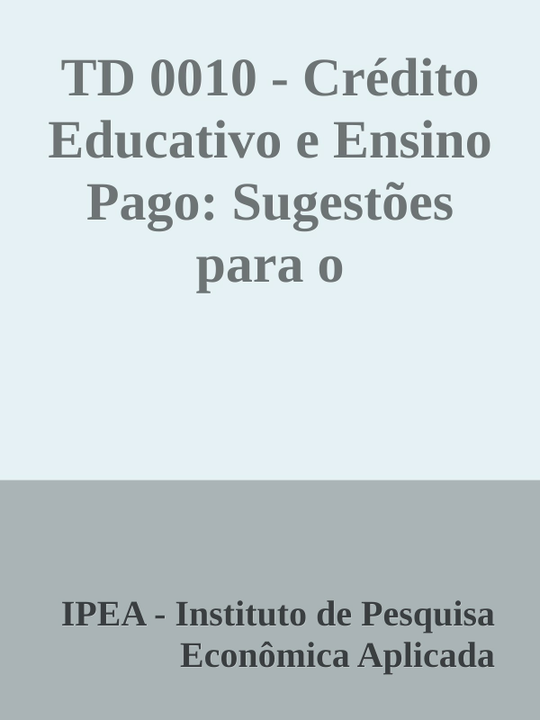 TD 0010 - Crédito
Educativo e Ensino
Pago: Sugestões
para o
IPEA - Instituto de Pesquisa
Econômica Aplicada